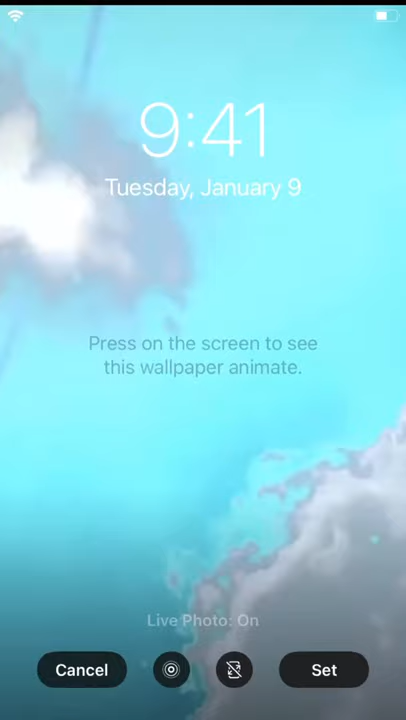 9:41
Tuesday, January 9
Press on the screen to see
this wallpaper animate.
Live Photo: On
Cancel
Set